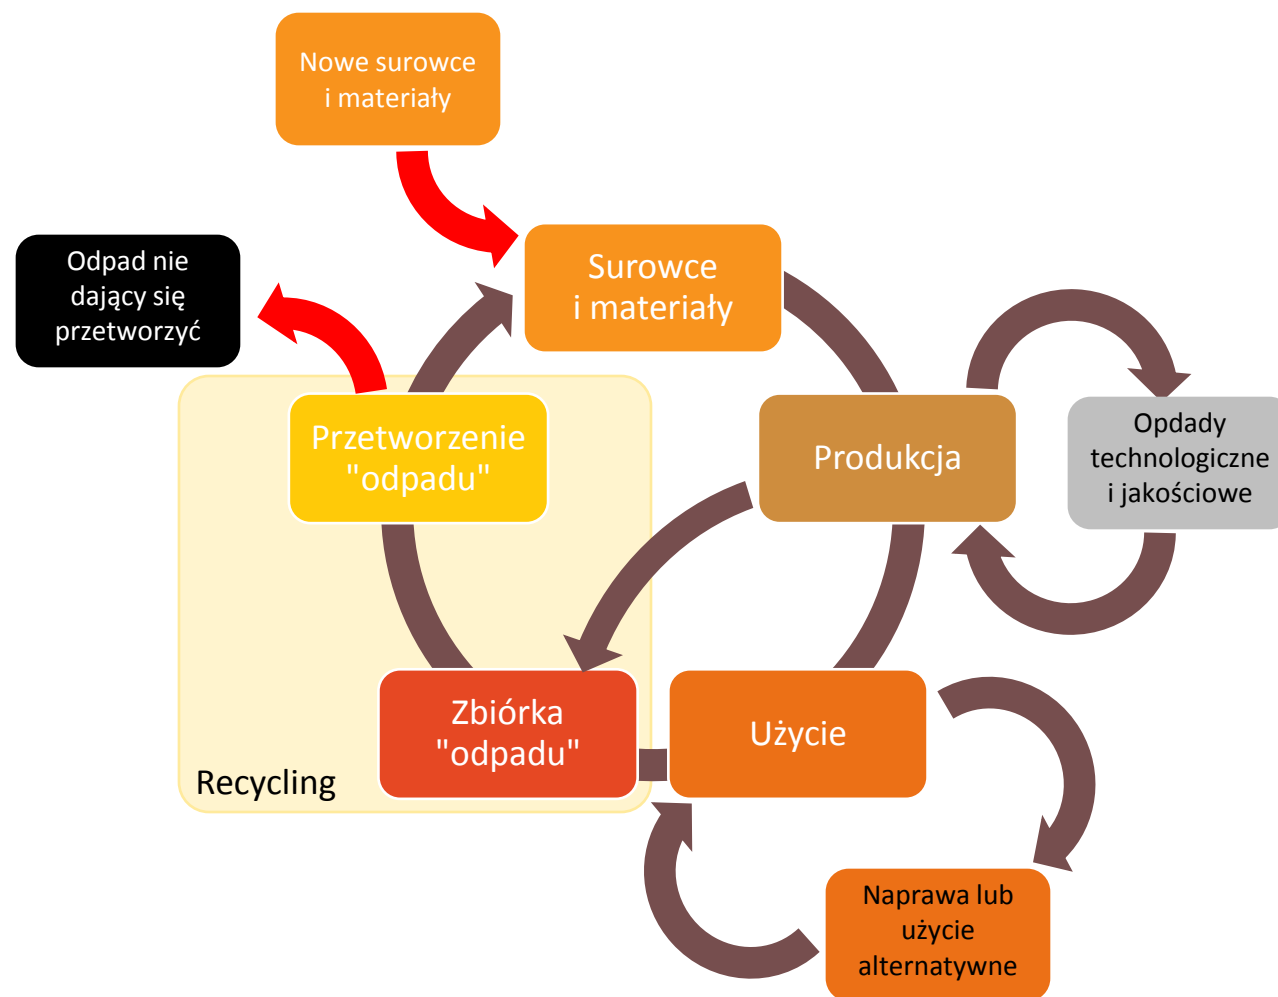 Nowe surowce
i materiały
Odpad nie
dający się
przetworzyć
Surowce
i materiały
Przetworzenie
"odpadu"
Produkcja
Opdady
technologiczne
i jakościowe
Zbiórka
"odpadu"
Użycie
Recycling
Naprawa lub
użycie
alternatywne